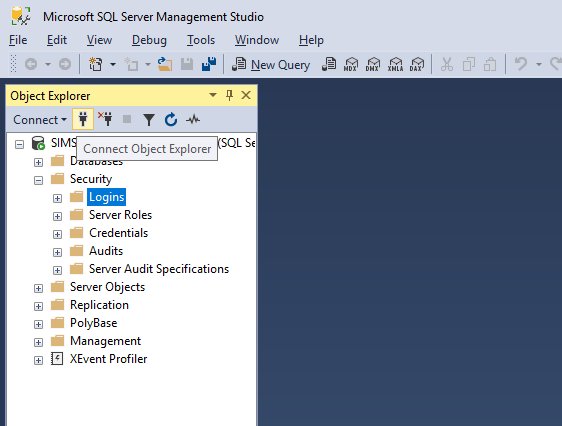 Microsoft SQL Server Management Studio
File Edit View Debug Tools Window Help
New Query MDX DMX XMLA DAX
Object Explorer
Connect
SIMS (SQL Se
Connect Object Explorer
Databases
Security
Logins
Server Roles
Credentials
Audits
Server Audit Specifications
Server Objects
Replication
PolyBase
Management
XEvent Profiler